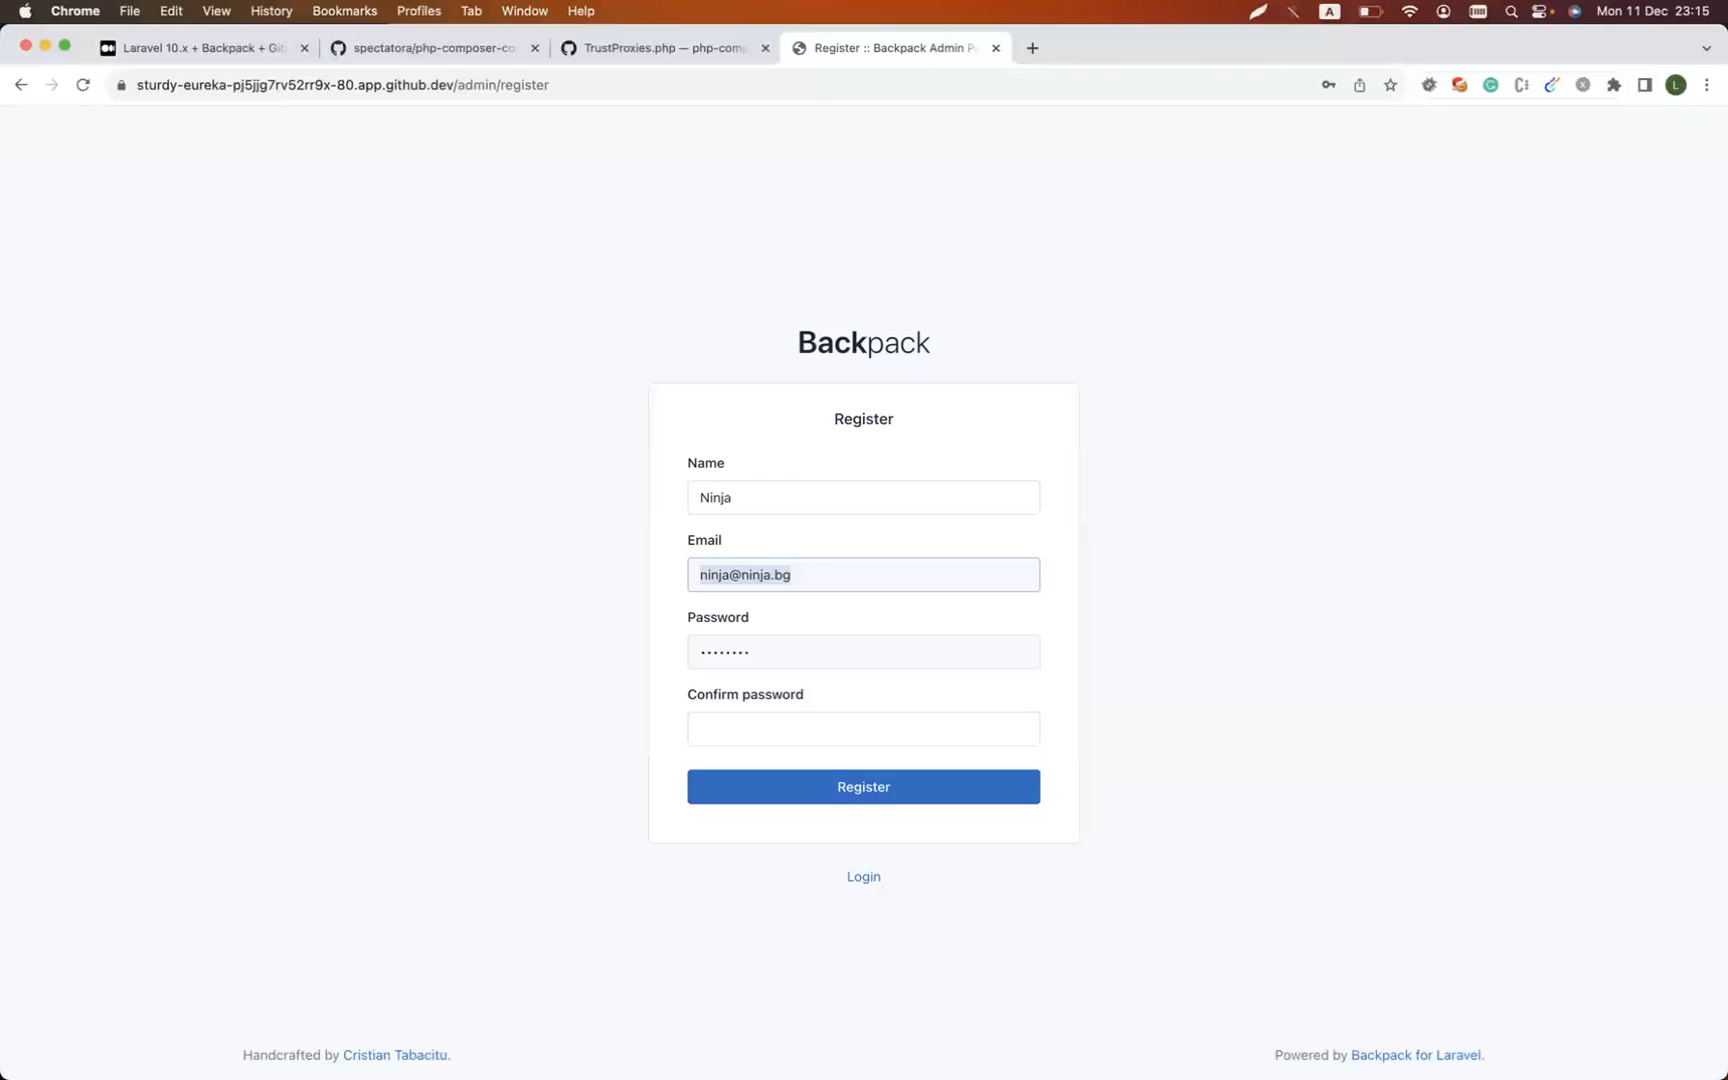 Chrome File Edit View History Bookmarks Profiles Tab Window Help A Mon 11 Dec 23:15
Laravel 10.x + Backpack + Git spectatora/php-composer-co TrustProxies.php — php-com Register :: Backpack Admin P
sturdy-eureka-pj5jjg7rv52rr9x-80.app.github.dev/admin/register L
Backpack
Register
Name
Ninja
Email
ninja@ninja.bg
Password
••••••••
Confirm password
Register
Login
Handcrafted by Cristian Tabacitu. Powered by Backpack for Laravel.